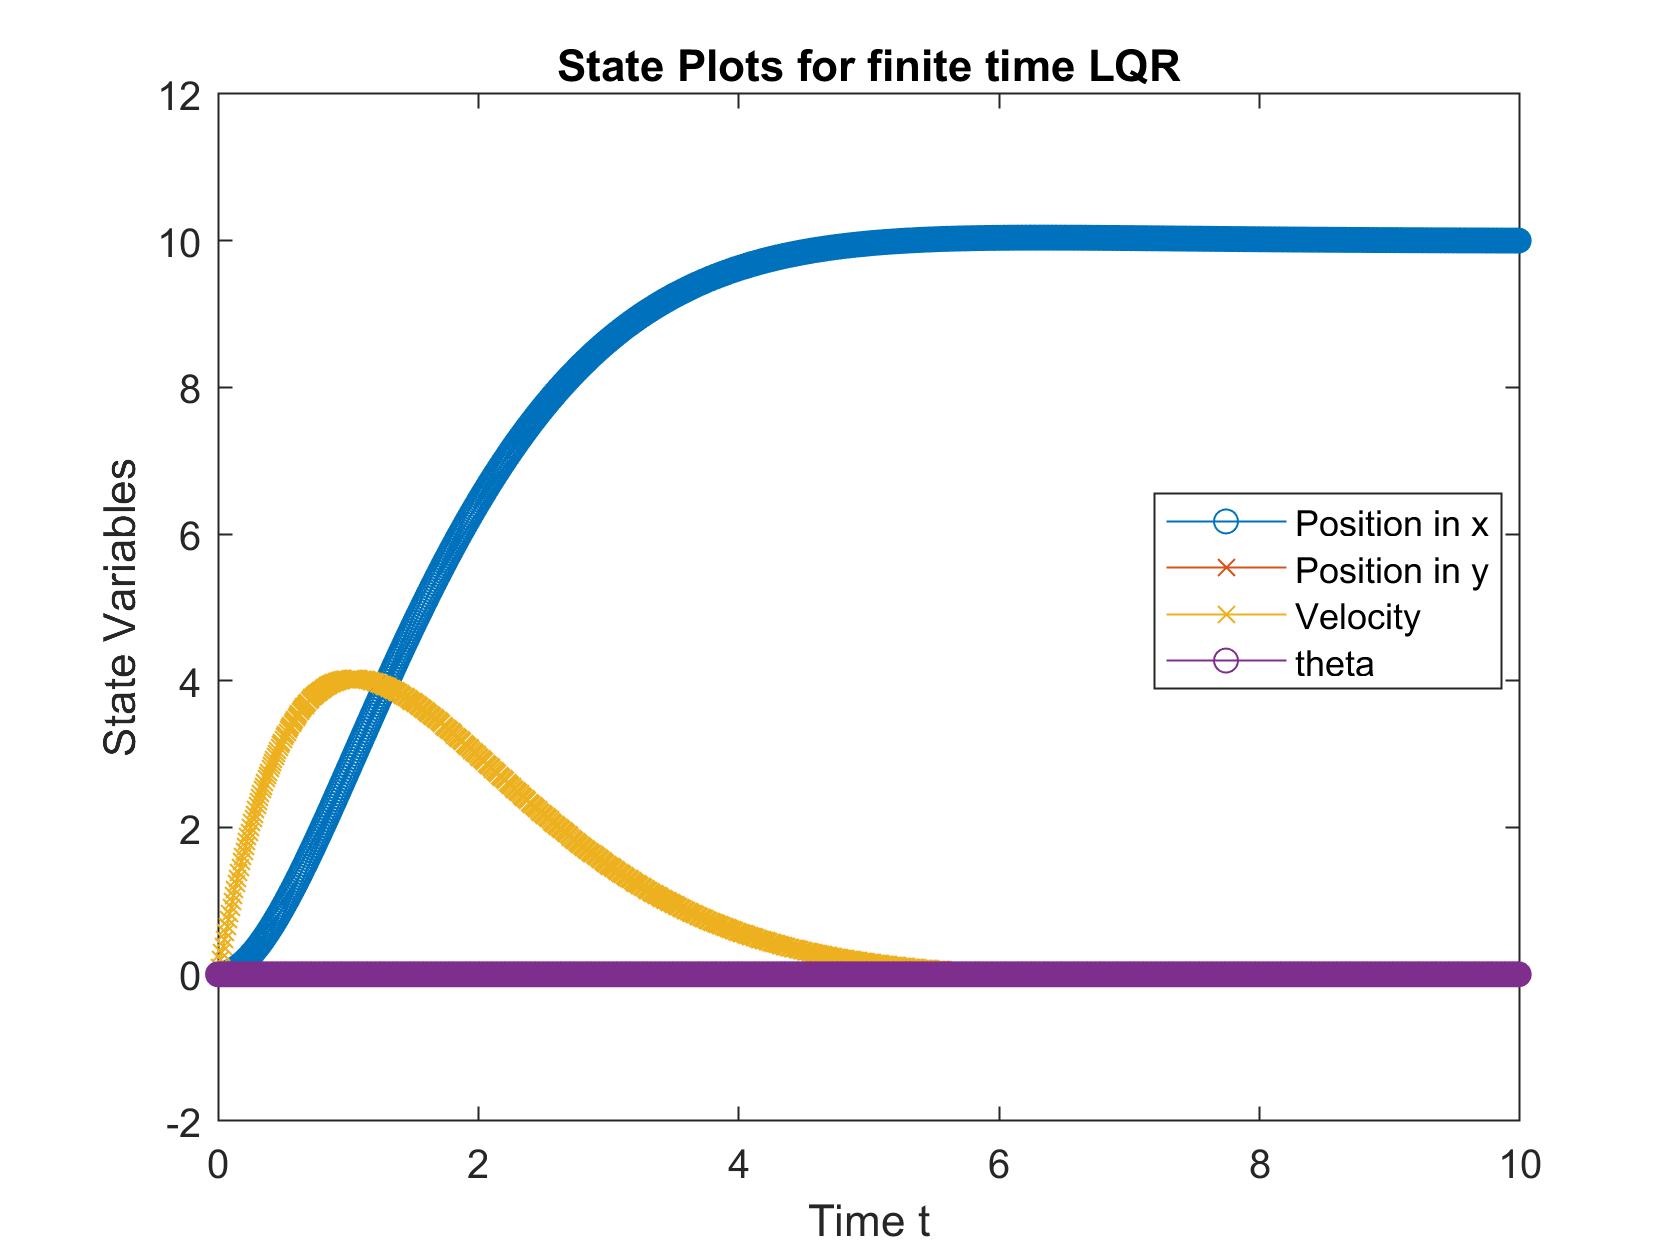 State Plots for finite time LQR
12
10
8
6
4
2
0
-2
State Variables
Position in x
Position in y
Velocity
theta
0 2 4 6 8 10
Time t